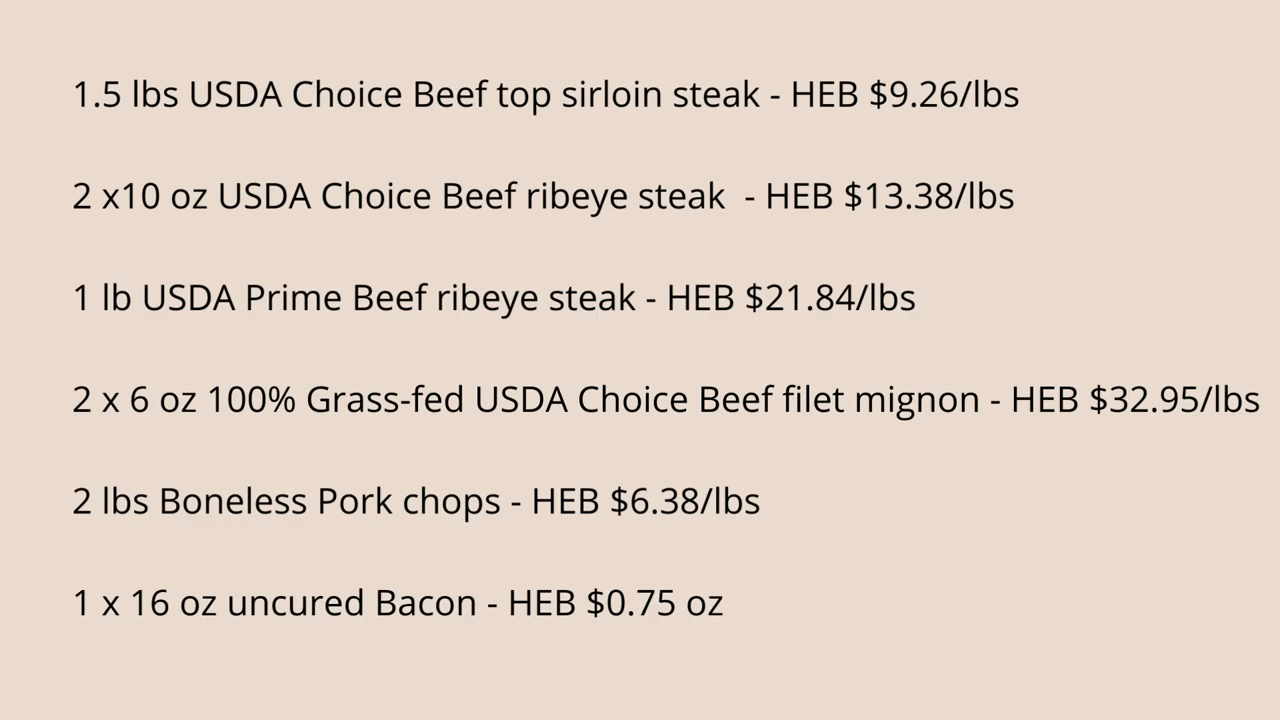 1.5 lbs USDA Choice Beef top sirloin steak - HEB $9.26/lbs
2 x10 oz USDA Choice Beef ribeye steak  - HEB $13.38/lbs
1 lb USDA Prime Beef ribeye steak - HEB $21.84/lbs
2 x 6 oz 100% Grass-fed USDA Choice Beef filet mignon - HEB $32.95/lbs
2 lbs Boneless Pork chops - HEB $6.38/lbs
1 x 16 oz uncured Bacon - HEB $0.75 oz